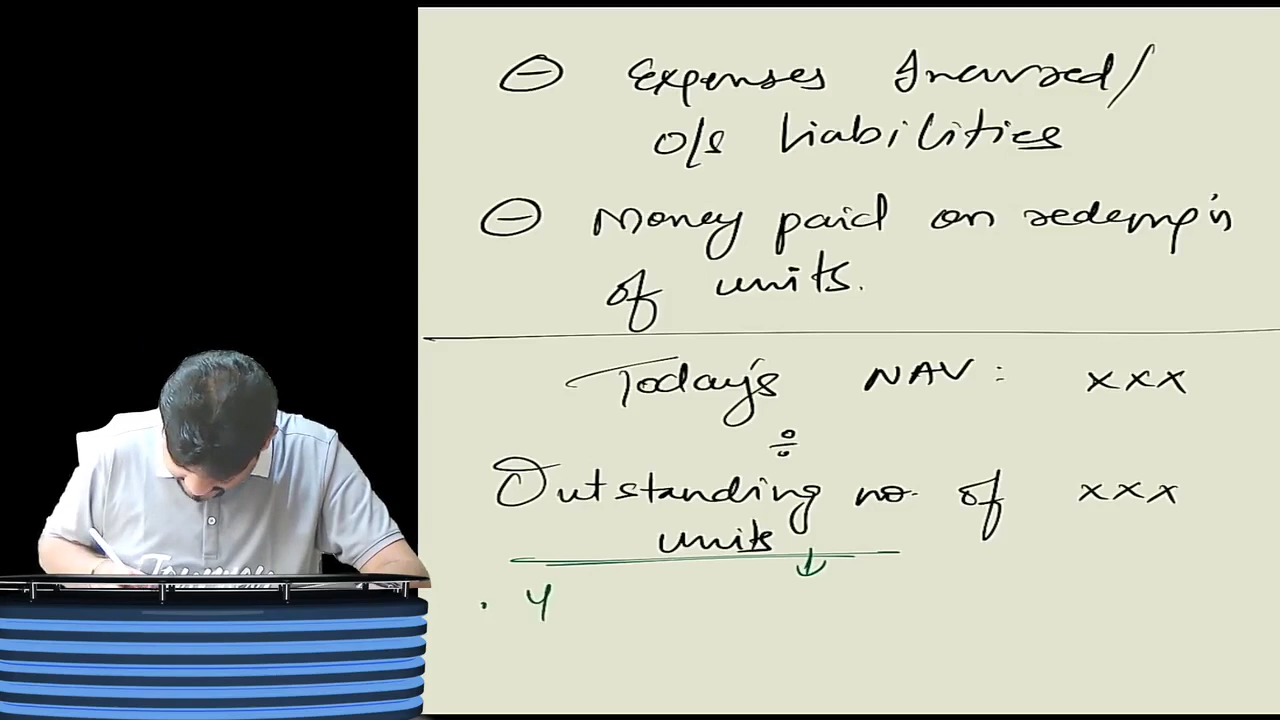 ⊖ Expenses Incurred/
o/s Liabilities
⊖ Money paid on redemp'n
of units.
Today's NAV : xxx
÷
Outstanding no. of xxx
units
↓
. Y